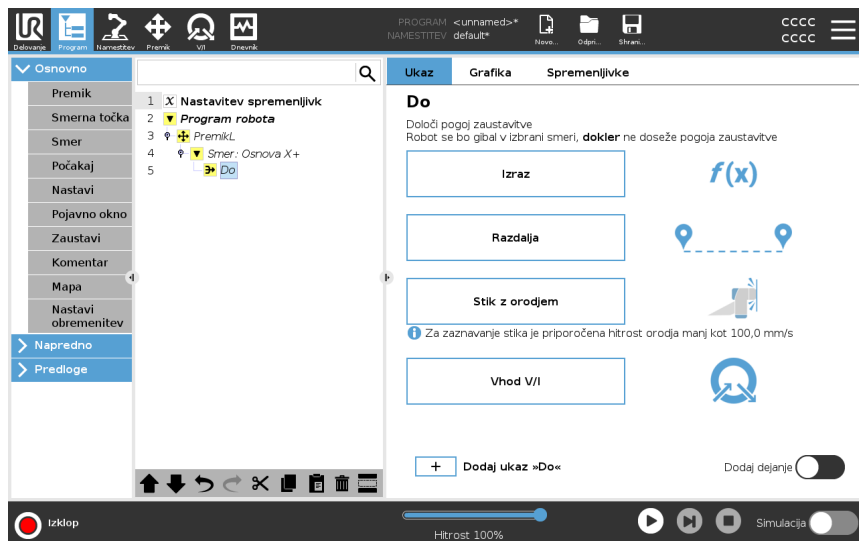 PROGRAM <unnamed>*
NAMESTITEV default*
CCCC
CCCC
Delovanje Program Namestitev Premik V/I Dnevnik Novo... Odpri... Shrani...
Osnovno
Premik
Smerna točka
Smer
Počakaj
Nastavi
Pojavno okno
Zaustavi
Komentar
Mapa
Nastavi
obremenitev
Napredno
Predloge
1 X Nastavitev spremenljivk
2 Program robota
3 PremikL
4 Smer: Osnova X+
5 Do
Ukaz Grafika Spremenljivke
Do
Določi pogoj zaustavitve
Robot se bo gibal v izbrani smeri, dokler ne doseže pogoja zaustavitve
Izraz f(x)
Razdalja
Stik z orodjem
Za zaznavanje stika je priporočena hitrost orodja manj kot 100,0 mm/s
Vhod V/I
+ Dodaj ukaz »Do« Dodaj dejanje
Izklop
Hitrost 100%
Simulacija